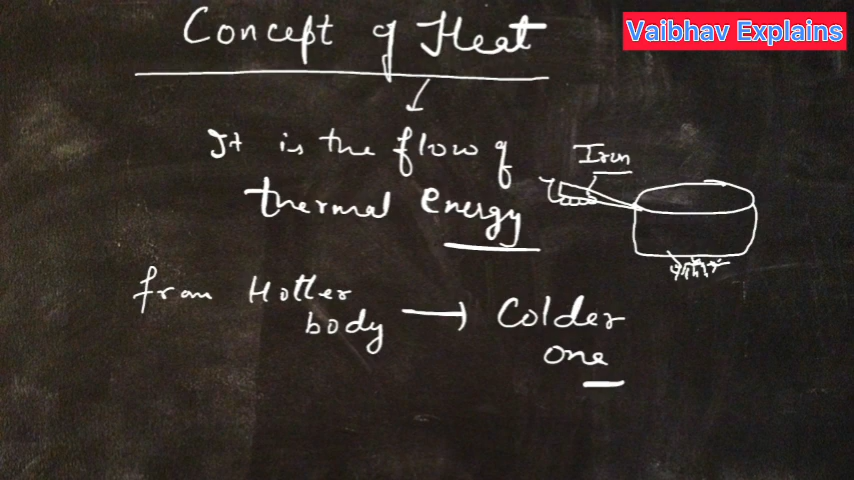 Concept of Heat
Vaibhav Explains
It is the flow of
thermal energy
Iron
from Hotter
body → Colder
one